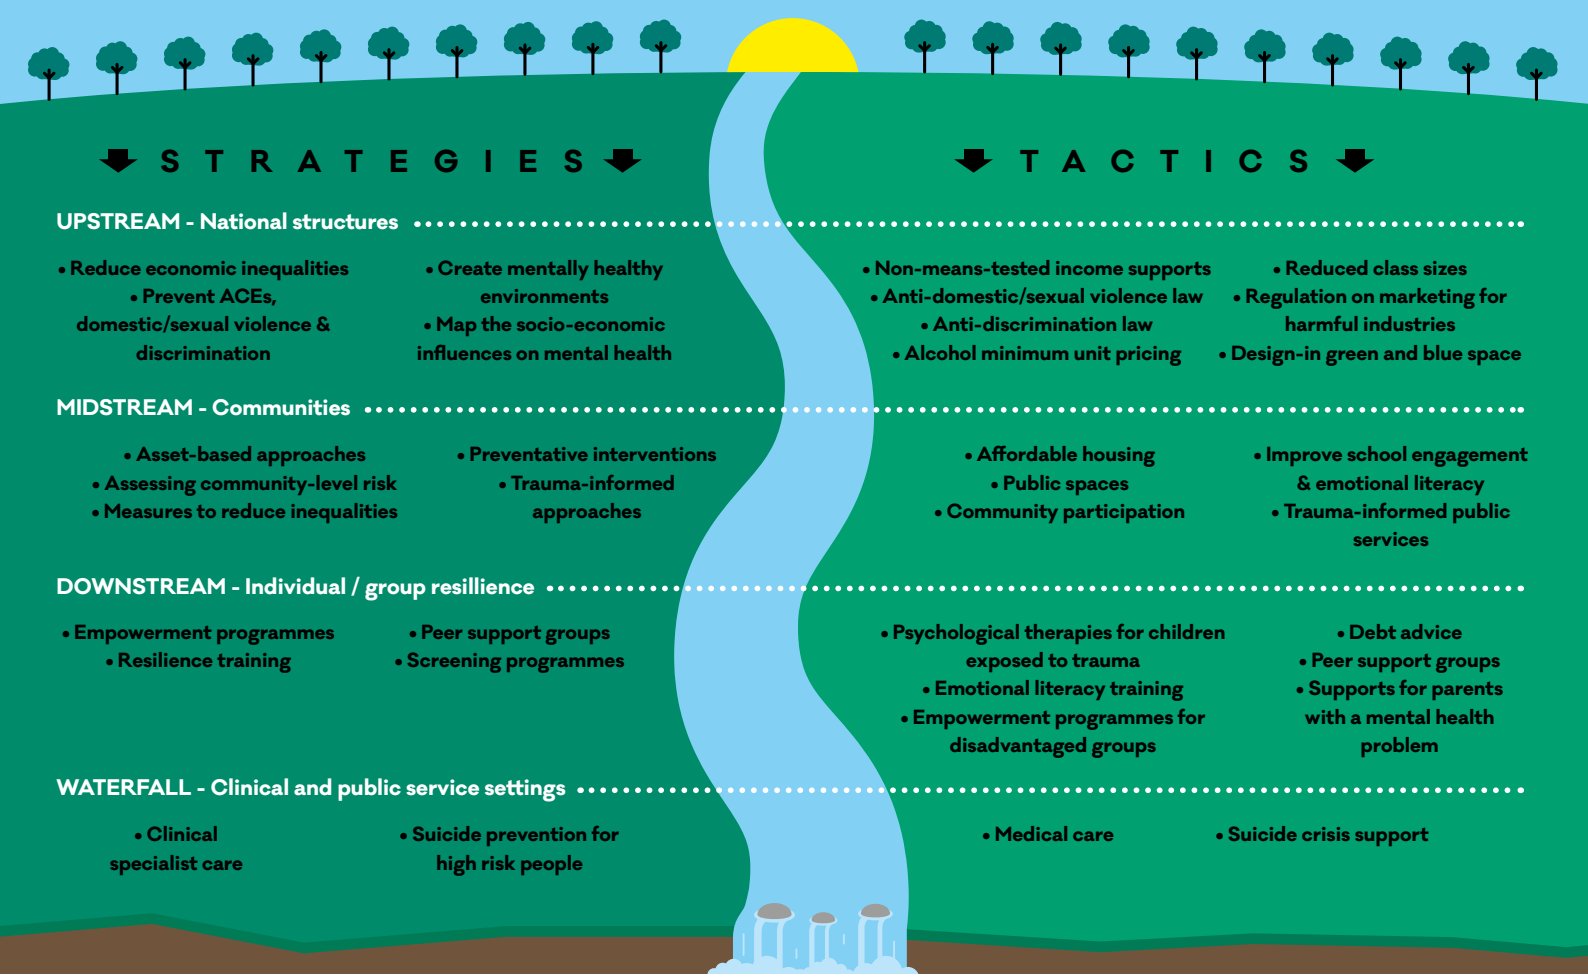 STRATEGIES
TACTICS
UPSTREAM - National structures
• Reduce economic inequalities
• Prevent ACEs,
domestic/sexual violence &
discrimination
• Create mentally healthy
environments
• Map the socio-economic
influences on mental health
• Non-means-tested income supports
• Anti-domestic/sexual violence law
• Anti-discrimination law
• Alcohol minimum unit pricing
• Reduced class sizes
• Regulation on marketing for
harmful industries
• Design-in green and blue space
MIDSTREAM - Communities
• Asset-based approaches
• Assessing community-level risk
• Measures to reduce inequalities
• Preventative interventions
• Trauma-informed
approaches
• Affordable housing
• Public spaces
• Community participation
• Improve school engagement
& emotional literacy
• Trauma-informed public
services
DOWNSTREAM - Individual / group resillience
• Empowerment programmes
• Resilience training
• Peer support groups
• Screening programmes
• Psychological therapies for children
exposed to trauma
• Emotional literacy training
• Empowerment programmes for
disadvantaged groups
• Debt advice
• Peer support groups
• Supports for parents
with a mental health
problem
WATERFALL - Clinical and public service settings
• Clinical
specialist care
• Suicide prevention for
high risk people
• Medical care
• Suicide crisis support